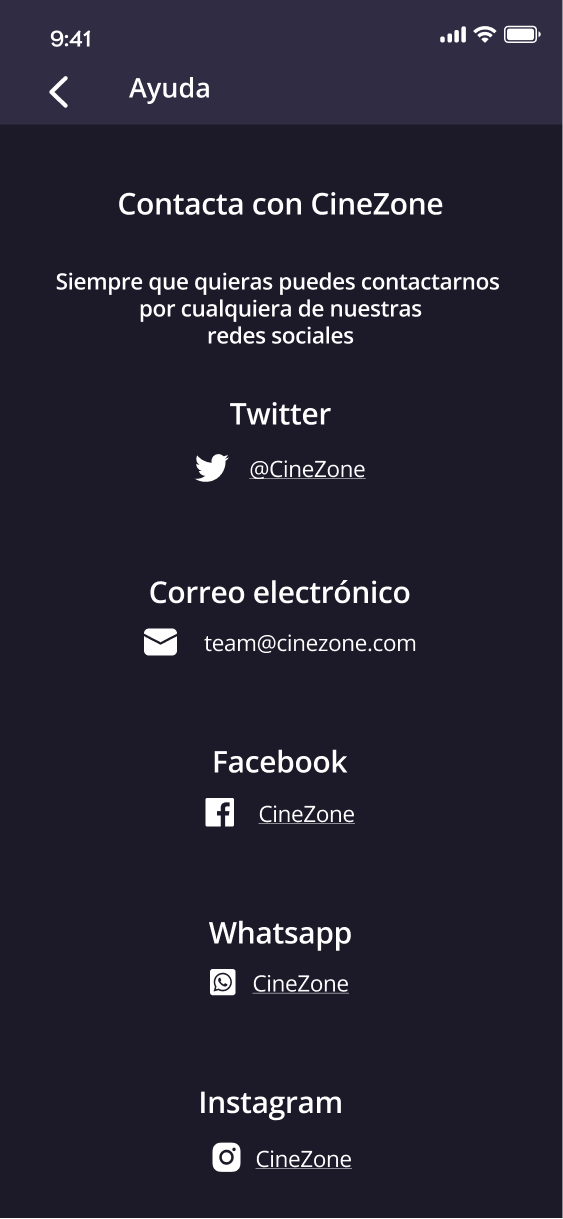 9:41
Ayuda
Contacta con CineZone
Siempre que quieras puedes contactarnos
por cualquiera de nuestras
redes sociales
Twitter
@CineZone
Correo electrónico
team@cinezone.com
Facebook
CineZone
Whatsapp
CineZone
Instagram
CineZone